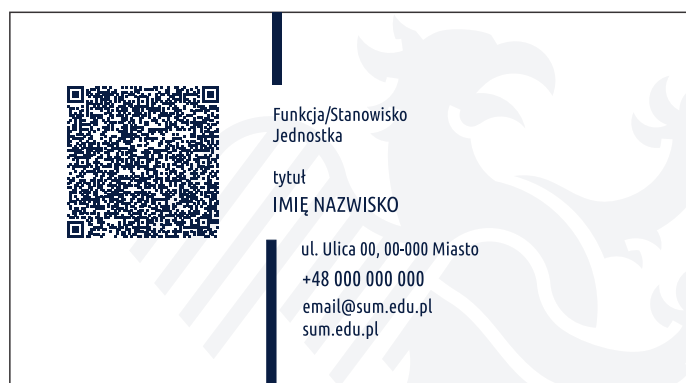 Funkcja/Stanowisko
Jednostka
tytuł
IMIĘ NAZWISKO
ul. Ulica 00, 00-000 Miasto
+48 000 000 000
email@sum.edu.pl
sum.edu.pl